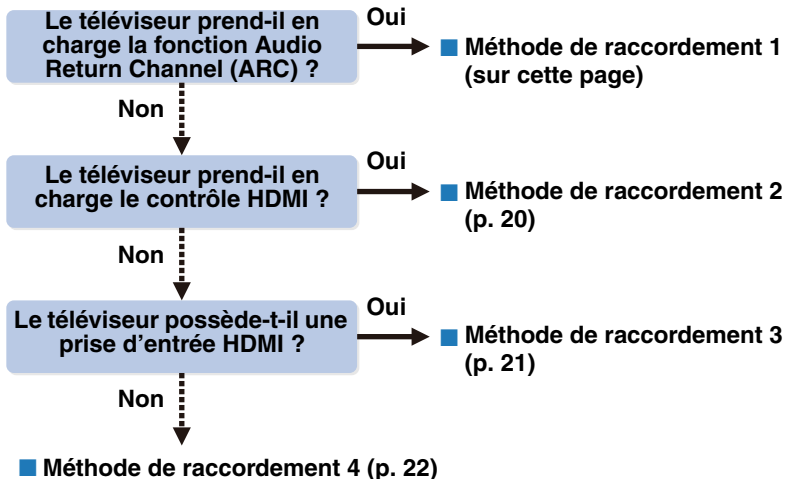 Le téléviseur prend-il en
charge la fonction Audio
Return Channel (ARC) ?
Oui
■ Méthode de raccordement 1
(sur cette page)
Non
Le téléviseur prend-il en
charge le contrôle HDMI ?
Oui
■ Méthode de raccordement 2
(p. 20)
Non
Le téléviseur possède-t-il une
prise d’entrée HDMI ?
Oui
■ Méthode de raccordement 3
(p. 21)
Non
■ Méthode de raccordement 4 (p. 22)